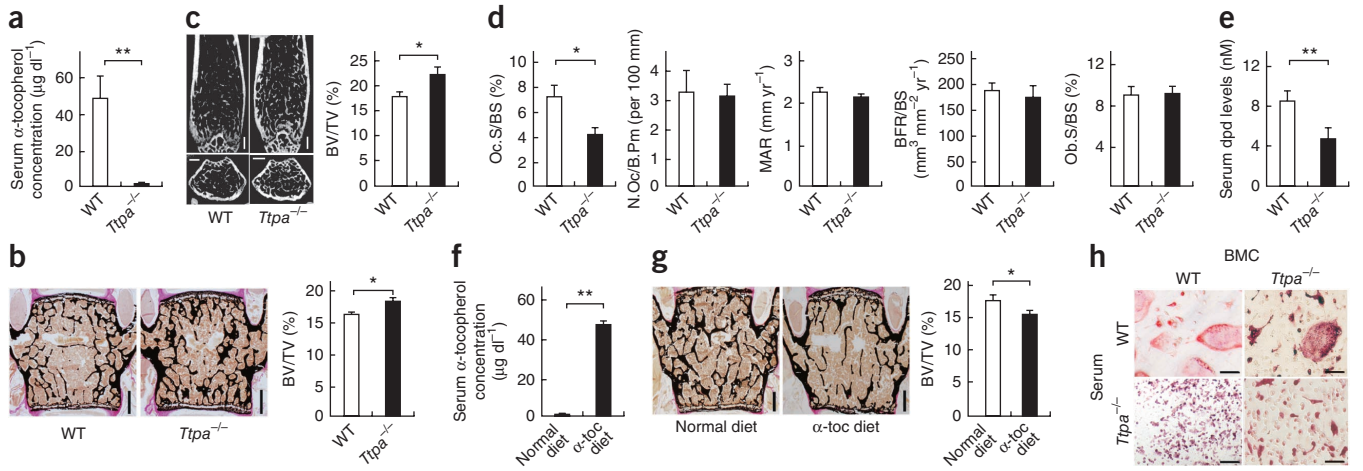 a
Serum α-tocopherol
concentration (µg dl⁻¹)
60
40
20
0
**
WT
Ttpa⁻/⁻
c
WT
Ttpa⁻/⁻
BV/TV (%)
30
20
10
0
*
WT
Ttpa⁻/⁻
d
Oc.S/BS (%)
10
8
6
4
2
0
*
WT
Ttpa⁻/⁻
N.Oc/B.Pm (per 100 mm)
4
3
2
1
0
WT
Ttpa⁻/⁻
MAR (mm yr⁻¹)
3
2
1
0
WT
Ttpa⁻/⁻
BFR/BS
(mm³ mm⁻² yr⁻¹)
250
200
150
100
50
0
WT
Ttpa⁻/⁻
Ob.S/BS (%)
12
8
4
WT
Ttpa⁻/⁻
e
Serum dpd levels (nM)
12
8
4
0
**
WT
Ttpa⁻/⁻
b
WT
Ttpa⁻/⁻
BV/TV (%)
20
15
10
5
0
*
WT
Ttpa⁻/⁻
f
Serum α-tocopherol
concentration
(µg dl⁻¹)
60
40
20
0
**
Normal
diet
α-toc
diet
g
Normal diet
α-toc diet
BV/TV (%)
20
15
10
5
0
*
Normal
diet
α-toc
diet
h
BMC
WT
Ttpa⁻/⁻
Serum
WT
Ttpa⁻/⁻